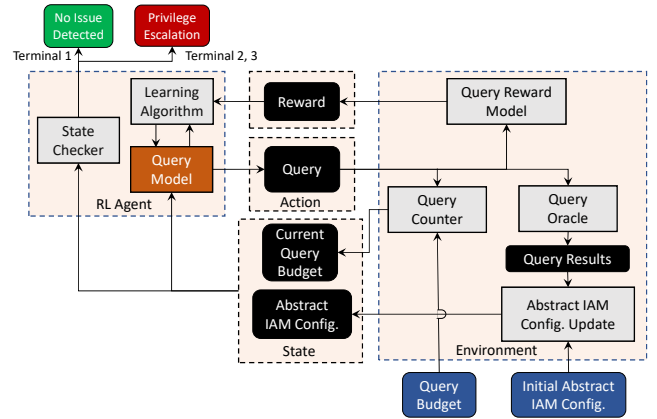 No Issue
Detected
Privilege
Escalation
Terminal 1
Terminal 2, 3
Learning
Algorithm
State
Checker
Query
Model
RL Agent
Reward
Query
Action
Current
Query
Budget
Abstract
IAM Config.
State
Query Reward
Model
Query
Counter
Query
Oracle
Query Results
Abstract IAM
Config. Update
Environment
Query
Budget
Initial Abstract
IAM Config.